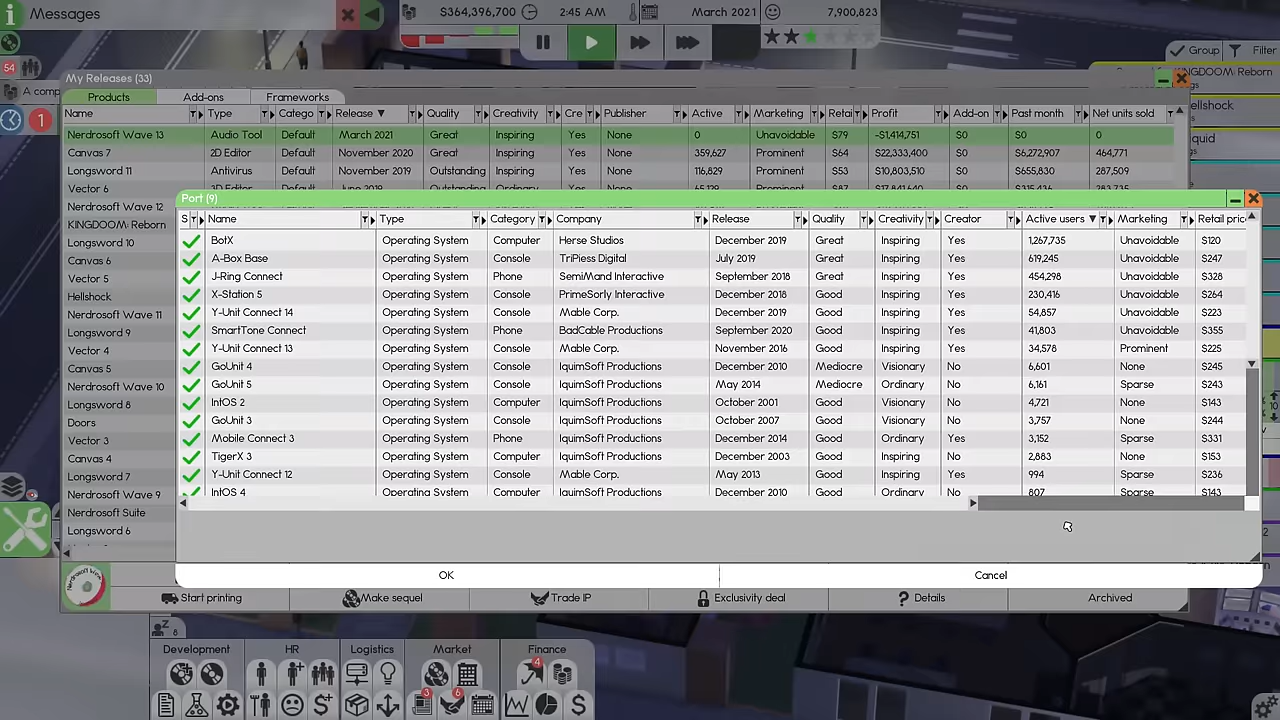 Messages
$364,396,700
2:45 AM
March 2021
7,900,823
Group
Filter
54
A comp
1
My Releases (33)
KINGDOOM: Reborn
Products
Add-ons
Frameworks
Name Type Catego Release Quality Creativity Cre Publisher Active Marketing Retai Profit Add-on Past month Net units sold
Nerdrosoft Wave 13 Audio Tool Default March 2021 Great Inspiring Yes None 0 Unavoidable $79 -$1,414,751 $0 $0 0
Canvas 7 2D Editor Default November 2020 Great Inspiring Yes None 359,627 Prominent $64 $22,333,400 $0 $6,272,907 464,771
Longsword 11 Antivirus Default November 2019 Outstanding Inspiring Yes None 116,829 Prominent $53 $10,803,510 $0 $655,830 287,509
Vector 6
Nerdrosoft Wave 12
KINGDOOM: Reborn
Longsword 10
Canvas 6
Vector 5
Hellshock
Nerdrosoft Wave 11
Longsword 9
Vector 4
Canvas 5
Nerdrosoft Wave 10
Longsword 8
Doors
Vector 3
Canvas 4
Longsword 7
Nerdrosoft Wave 9
Nerdrosoft Suite
Longsword 6
Port (9)
S Name Type Category Company Release Quality Creativity Creator Active users Marketing Retail pric
BotX Operating System Computer Herse Studios December 2019 Great Inspiring Yes 1,267,735 Unavoidable $120
A-Box Base Operating System Console TriPiess Digital July 2019 Great Inspiring Yes 619,245 Unavoidable $247
J-Ring Connect Operating System Phone SemiMand Interactive September 2018 Great Inspiring Yes 454,298 Unavoidable $328
X-Station 5 Operating System Console PrimeSorly Interactive December 2018 Good Inspiring Yes 230,416 Unavoidable $264
Y-Unit Connect 14 Operating System Console Mable Corp. December 2019 Good Inspiring Yes 54,857 Unavoidable $223
SmartTone Connect Operating System Phone BadCable Productions September 2020 Good Inspiring Yes 41,803 Unavoidable $355
Y-Unit Connect 13 Operating System Console Mable Corp. November 2016 Good Inspiring Yes 34,578 Prominent $225
GoUnit 4 Operating System Console IquimSoft Productions December 2010 Mediocre Visionary No 6,601 None $245
GoUnit 5 Operating System Console IquimSoft Productions May 2014 Mediocre Ordinary No 6,161 Sparse $243
IntOS 2 Operating System Computer IquimSoft Productions October 2001 Good Visionary No 4,721 None $143
GoUnit 3 Operating System Console IquimSoft Productions October 2007 Good Visionary No 3,757 None $244
Mobile Connect 3 Operating System Phone IquimSoft Productions December 2014 Good Ordinary Yes 3,152 Sparse $331
TigerX 3 Operating System Computer IquimSoft Productions December 2003 Good Inspiring No 2,883 None $153
Y-Unit Connect 12 Operating System Console Mable Corp. May 2013 Good Inspiring Yes 994 Sparse $236
IntOS 4 Operating System Computer IquimSoft Productions December 2010 Good Ordinary No 807 Sparse $143
OK
Cancel
Start printing
Make sequel
Trade IP
Exclusivity deal
Details
Archived
8
Development
HR
Logistics
Market
Finance
4
3
6